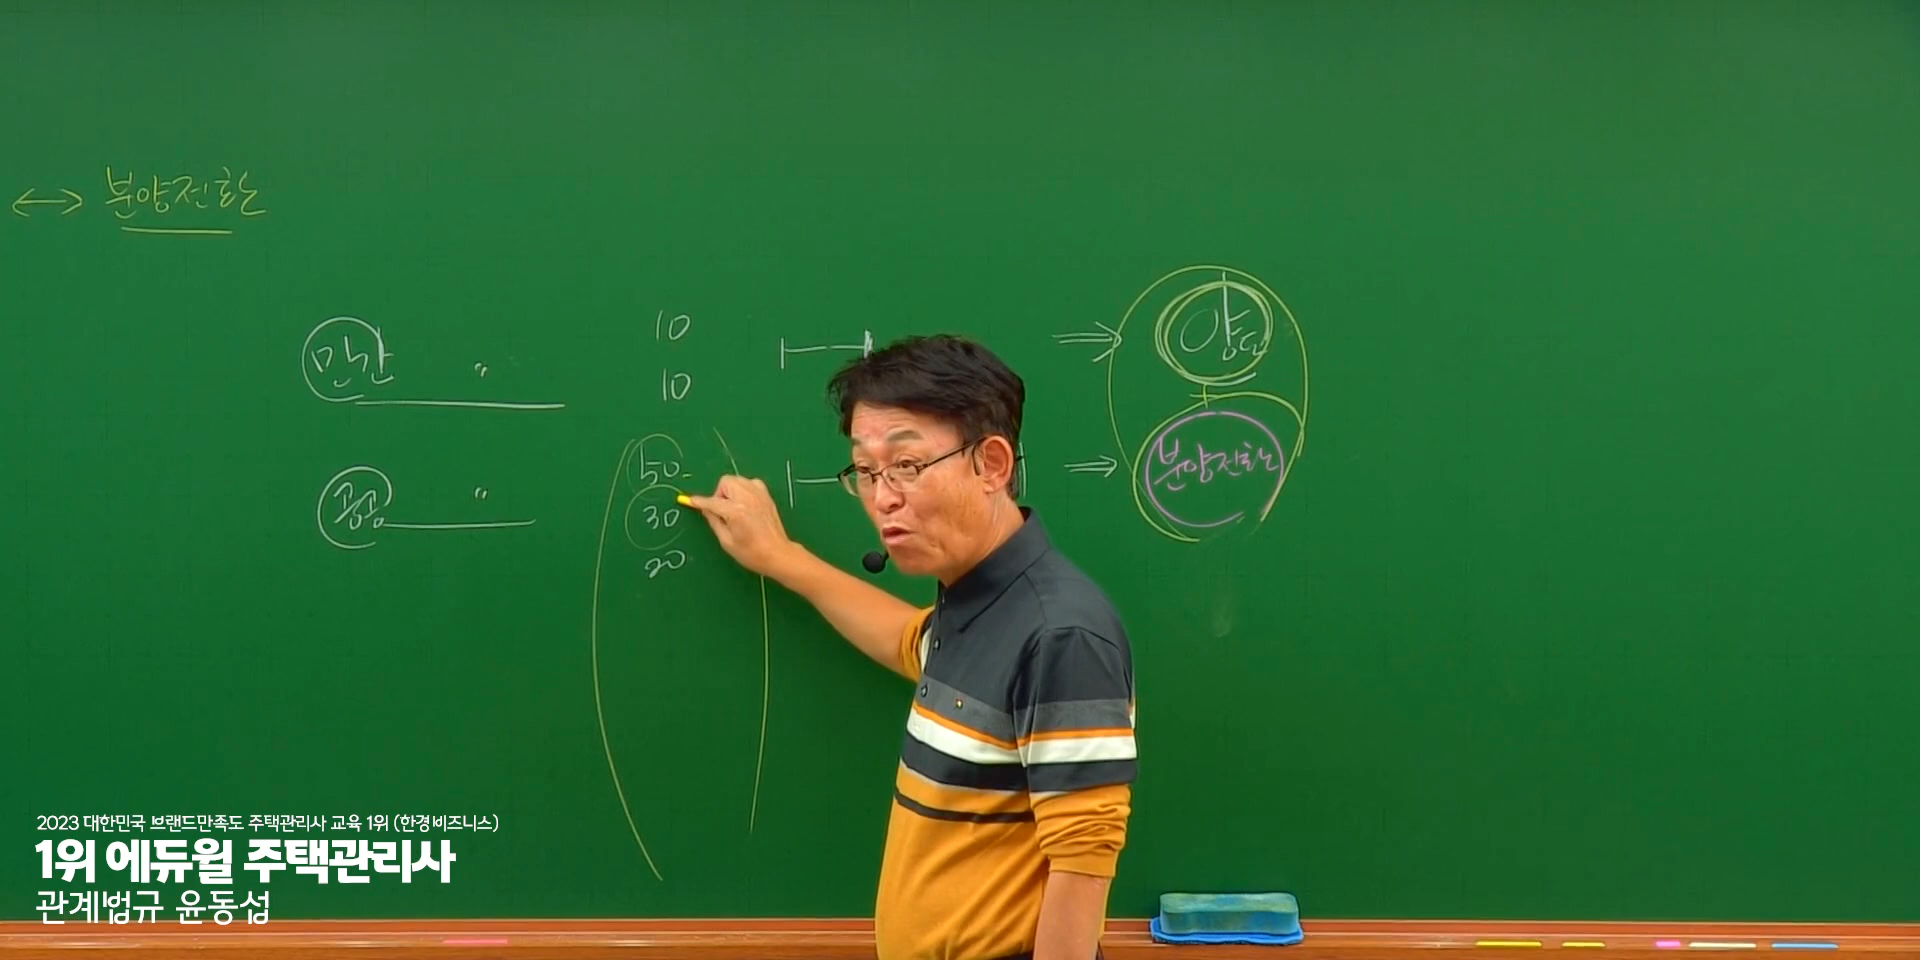 ↔ 분양전환
민간 〃
10
10
⇒ 양도
공공 〃
50
30
20
⇒ 분양전환
2023 대한민국 브랜드만족도 주택관리사 교육 1위 (한경비즈니스)
1위 에듀윌 주택관리사
관계법규 윤동섭